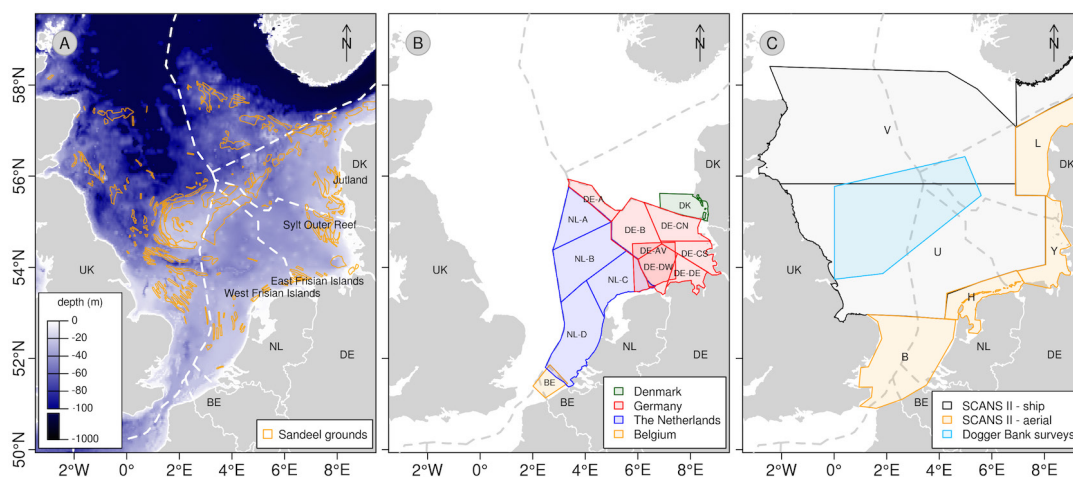 A
N
58°N
56°N
54°N
52°N
50°N
DK
Jutland
Sylt Outer Reef
East Frisian Islands
West Frisian Islands
UK
NL
DE
BE
depth (m)
0
-20
-40
-60
-80
-100
-1000
Sandeel grounds
2°W 0° 2°E 4°E 6°E 8°E
B
N
DK
DE-A
DK
NL-A
DE-B
DE-CN
DE-AV
DE-CS
NL-B
DE-DW
DE-DE
NL-C
UK
NL-D
NL
DE
BE
BE
Denmark
Germany
The Netherlands
Belgium
2°W 0° 2°E 4°E 6°E 8°E
C
N
V
L
DK
U
Y
UK
H
B
NL
DE
BE
SCANS II - ship
SCANS II - aerial
Dogger Bank surveys
2°W 0° 2°E 4°E 6°E 8°E